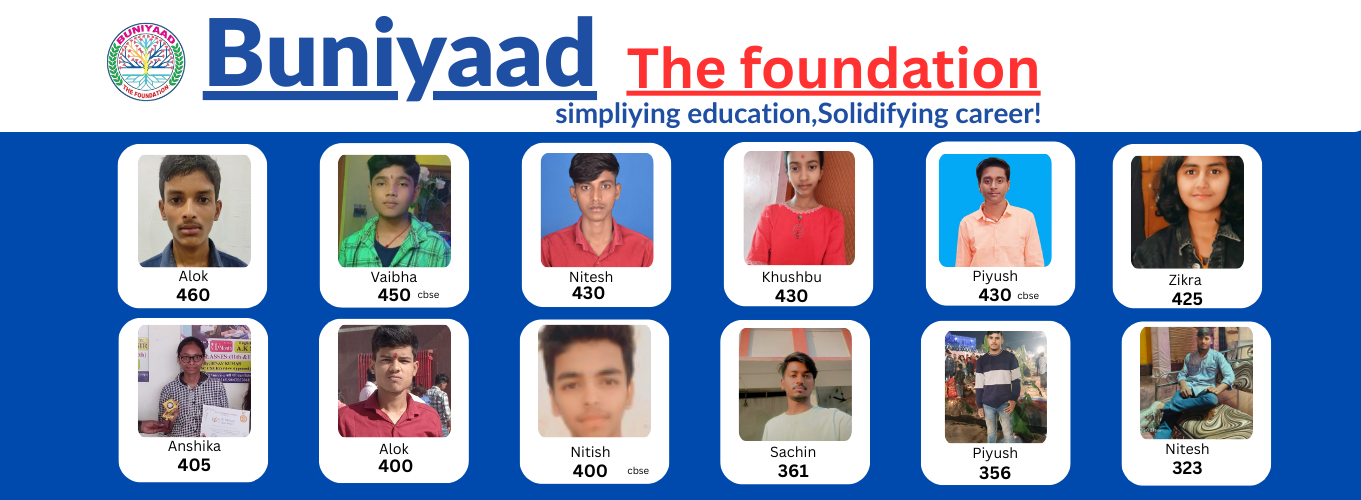 BUNIYAAD
THE FOUNDATION
Buniyaad
The foundation
simpliying education,Solidifying career!
Alok
460
Vaibha
450 cbse
Nitesh
430
Khushbu
430
Piyush
430 cbse
Zikra
425
Anshika
405
Alok
400
Nitish
400 cbse
Sachin
361
Piyush
356
Nitesh
323